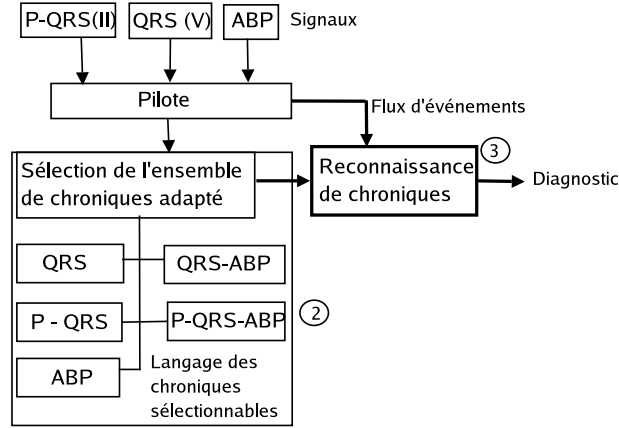 P-QRS(II)
QRS (V)
ABP
Signaux
Pilote
Flux d'événements
Sélection de l'ensemble
de chroniques adapté
Reconnaissance
de chroniques
3
Diagnostic
QRS
QRS-ABP
P - QRS
P-QRS-ABP
2
ABP
Langage des
chroniques
sélectionnables